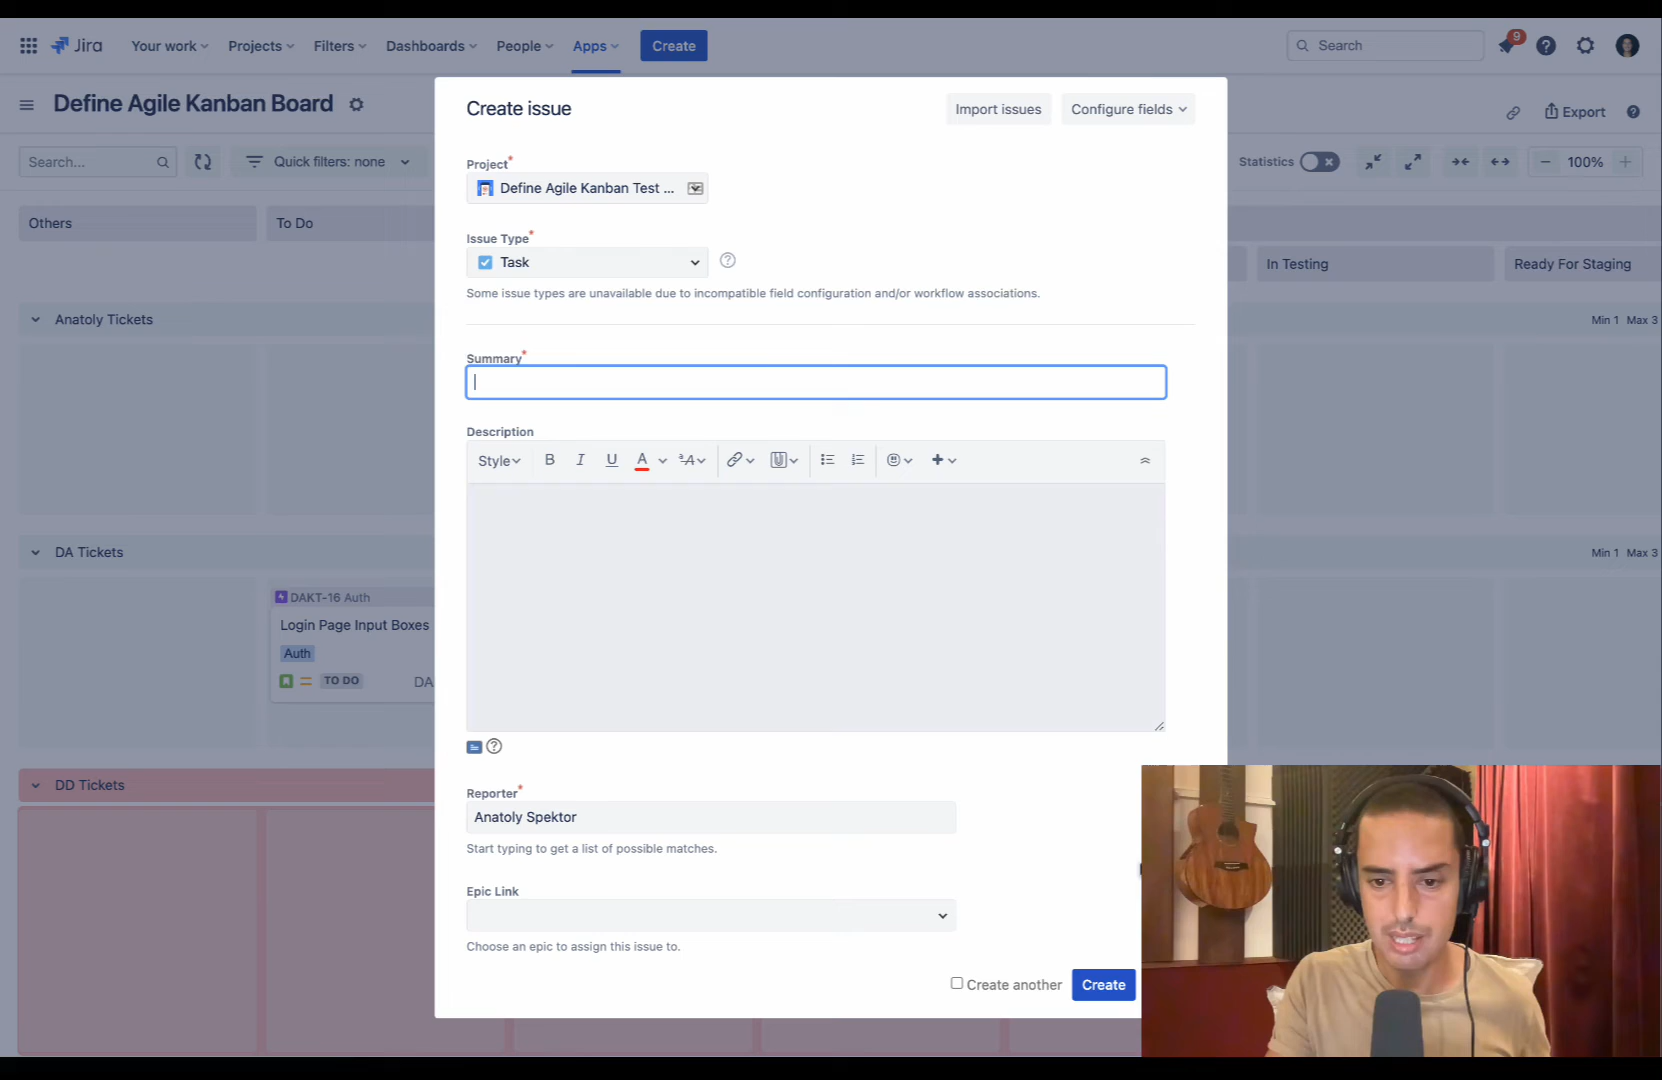 Jira
Your work
Projects
Filters
Dashboards
People
Apps
Create
Search
9
Define Agile Kanban Board
Export
Search...
Quick filters: none
Statistics
100%
Others
To Do
In Testing
Ready For Staging
Anatoly Tickets
Min 1 Max 3
DA Tickets
Min 1 Max 3
DAKT-16 Auth
Login Page Input Boxes
Auth
TO DO
DA
DD Tickets
Create issue
Import issues
Configure fields
Project*
Define Agile Kanban Test ...
Issue Type*
Task
Some issue types are unavailable due to incompatible field configuration and/or workflow associations.
Summary*
Description
Style
B I U A
Reporter*
Anatoly Spektor
Start typing to get a list of possible matches.
Epic Link
Choose an epic to assign this issue to.
Create another
Create